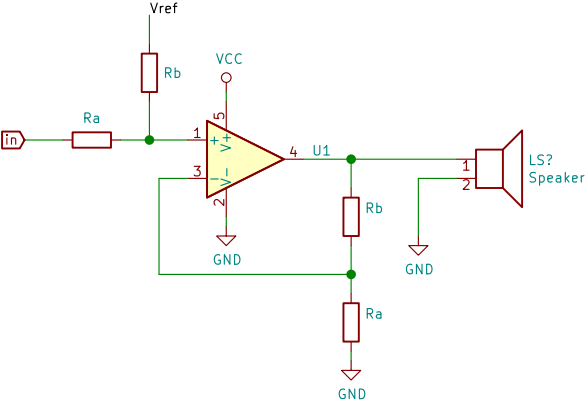 Vref
Rb
VCC
Ra
in
1
+
5
V+
4
U1
3
-
V-
2
GND
1
2
LS?
Speaker
Rb
GND
Ra
GND